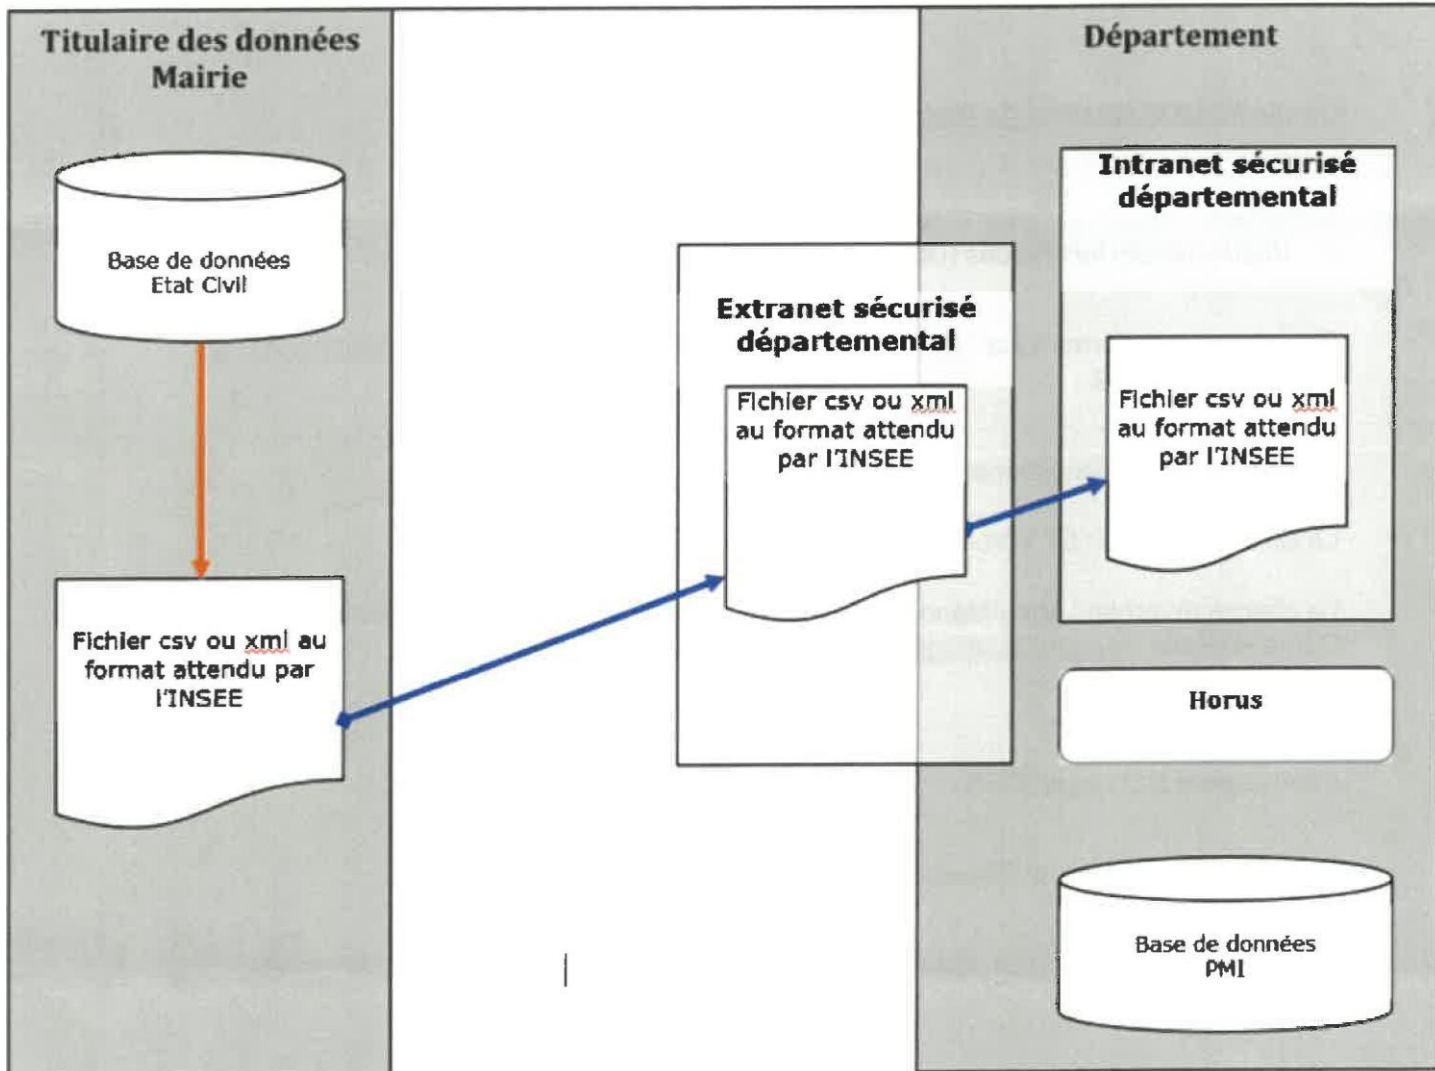 Titulaire des données
Mairie
Base de données
Etat Civil
Fichier csv ou xml au
format attendu par
l'INSEE
Extranet sécurisé
départemental
Fichier csv ou xml
au format attendu
par l'INSEE
Département
Intranet sécurisé
départemental
Fichier csv ou xml
au format attendu
par l'INSEE
Horus
Base de données
PMI